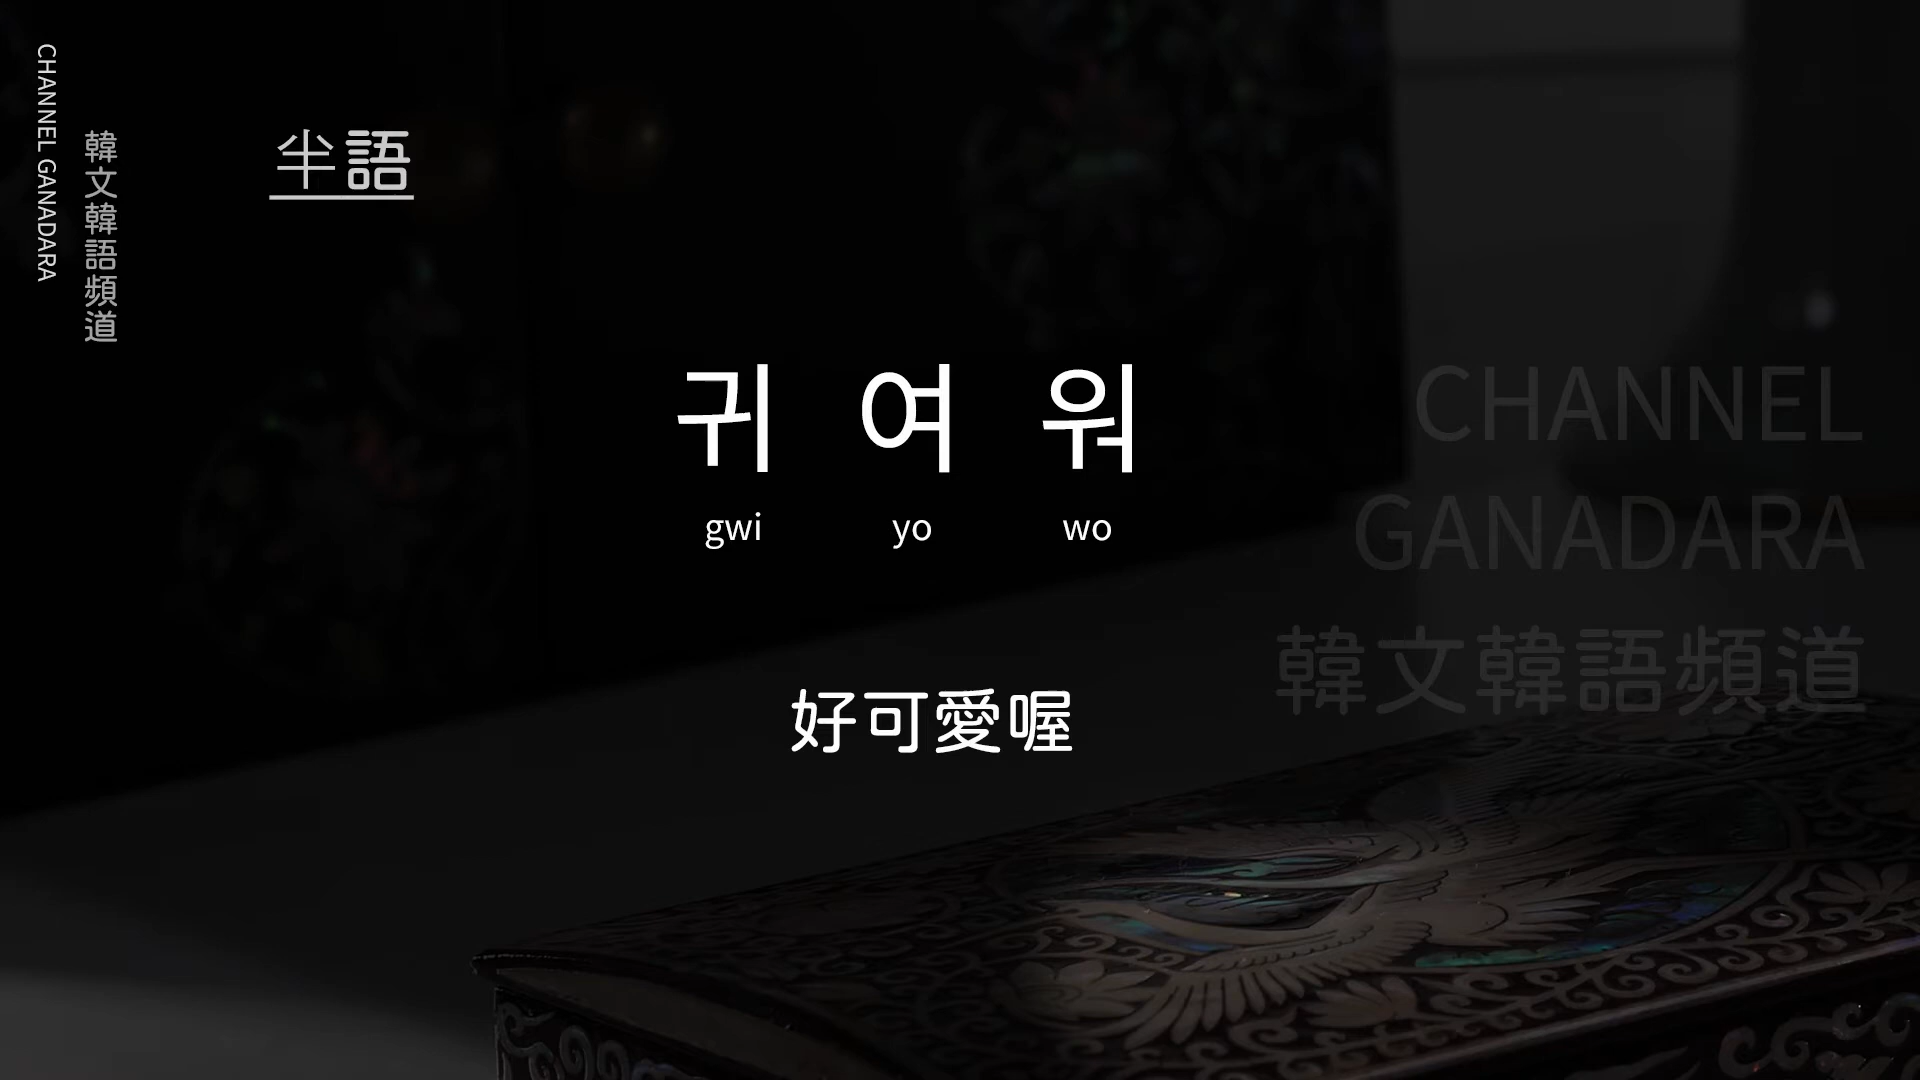 CHANNEL GANADARA
韓文韓語頻道
半語
귀 여 워
gwi yo wo
好可愛喔
CHANNEL
GANADARA
韓文韓語頻道